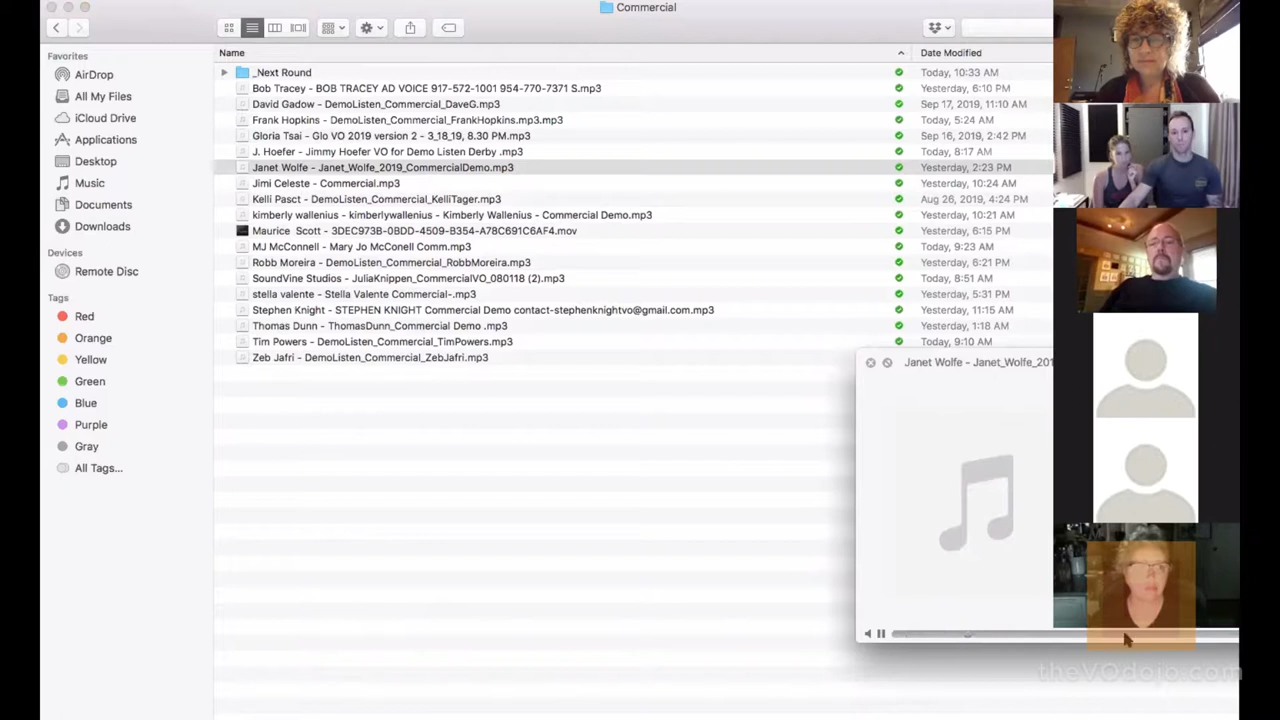 Commercial
Name
Date Modified
Favorites
AirDrop
All My Files
iCloud Drive
Applications
Desktop
Music
Documents
Downloads
Devices
Remote Disc
Tags
Red
Orange
Yellow
Green
Blue
Purple
Gray
All Tags...
_Next Round Today, 10:33 AM
Bob Tracey - BOB TRACEY AD VOICE 917-572-1001 954-770-7371 S.mp3 Yesterday, 6:10 PM
David Gadow - DemoListen_Commercial_DaveG.mp3 Sep 17, 2019, 11:10 AM
Frank Hopkins - DemoListen_Commercial_FrankHopkins.mp3.mp3 Today, 5:24 AM
Gloria Tsai - Glo VO 2019 version 2 - 3_18_19, 8.30 PM.mp3 Sep 16, 2019, 2:42 PM
J. Hoefer - Jimmy Hoefer VO for Demo Listen Derby .mp3 Today, 8:17 AM
Janet Wolfe - Janet_Wolfe_2019_CommercialDemo.mp3 Yesterday, 2:23 PM
Jimi Celeste - Commercial.mp3 Yesterday, 10:24 AM
Kelli Pasct - DemoListen_Commercial_KelliTager.mp3 Aug 26, 2019, 4:24 PM
kimberly wallenius - kimberlywallenius - Kimberly Wallenius - Commercial Demo.mp3 Yesterday, 10:21 AM
Maurice  Scott - 3DEC973B-0BDD-4509-B354-A78C691C6AF4.mov Yesterday, 6:15 PM
MJ McConnell - Mary Jo McConell Comm.mp3 Today, 9:23 AM
Robb Moreira - DemoListen_Commercial_RobbMoreira.mp3 Yesterday, 6:21 PM
SoundVine Studios - JuliaKnippen_CommercialVO_080118 (2).mp3 Today, 8:51 AM
stella valente - Stella Valente Commercial-.mp3 Yesterday, 5:31 PM
Stephen Knight - STEPHEN KNIGHT Commercial Demo contact-stephenknightvo@gmail.com.mp3 Yesterday, 11:15 AM
Thomas Dunn - ThomasDunn_Commercial Demo .mp3 Yesterday, 1:18 AM
Tim Powers - DemoListen_Commercial_TimPowers.mp3 Today, 9:10 AM
Zeb Jafri - DemoListen_Commercial_ZebJafri.mp3
Janet Wolfe - Janet_Wolfe_201
theVOdojo.com